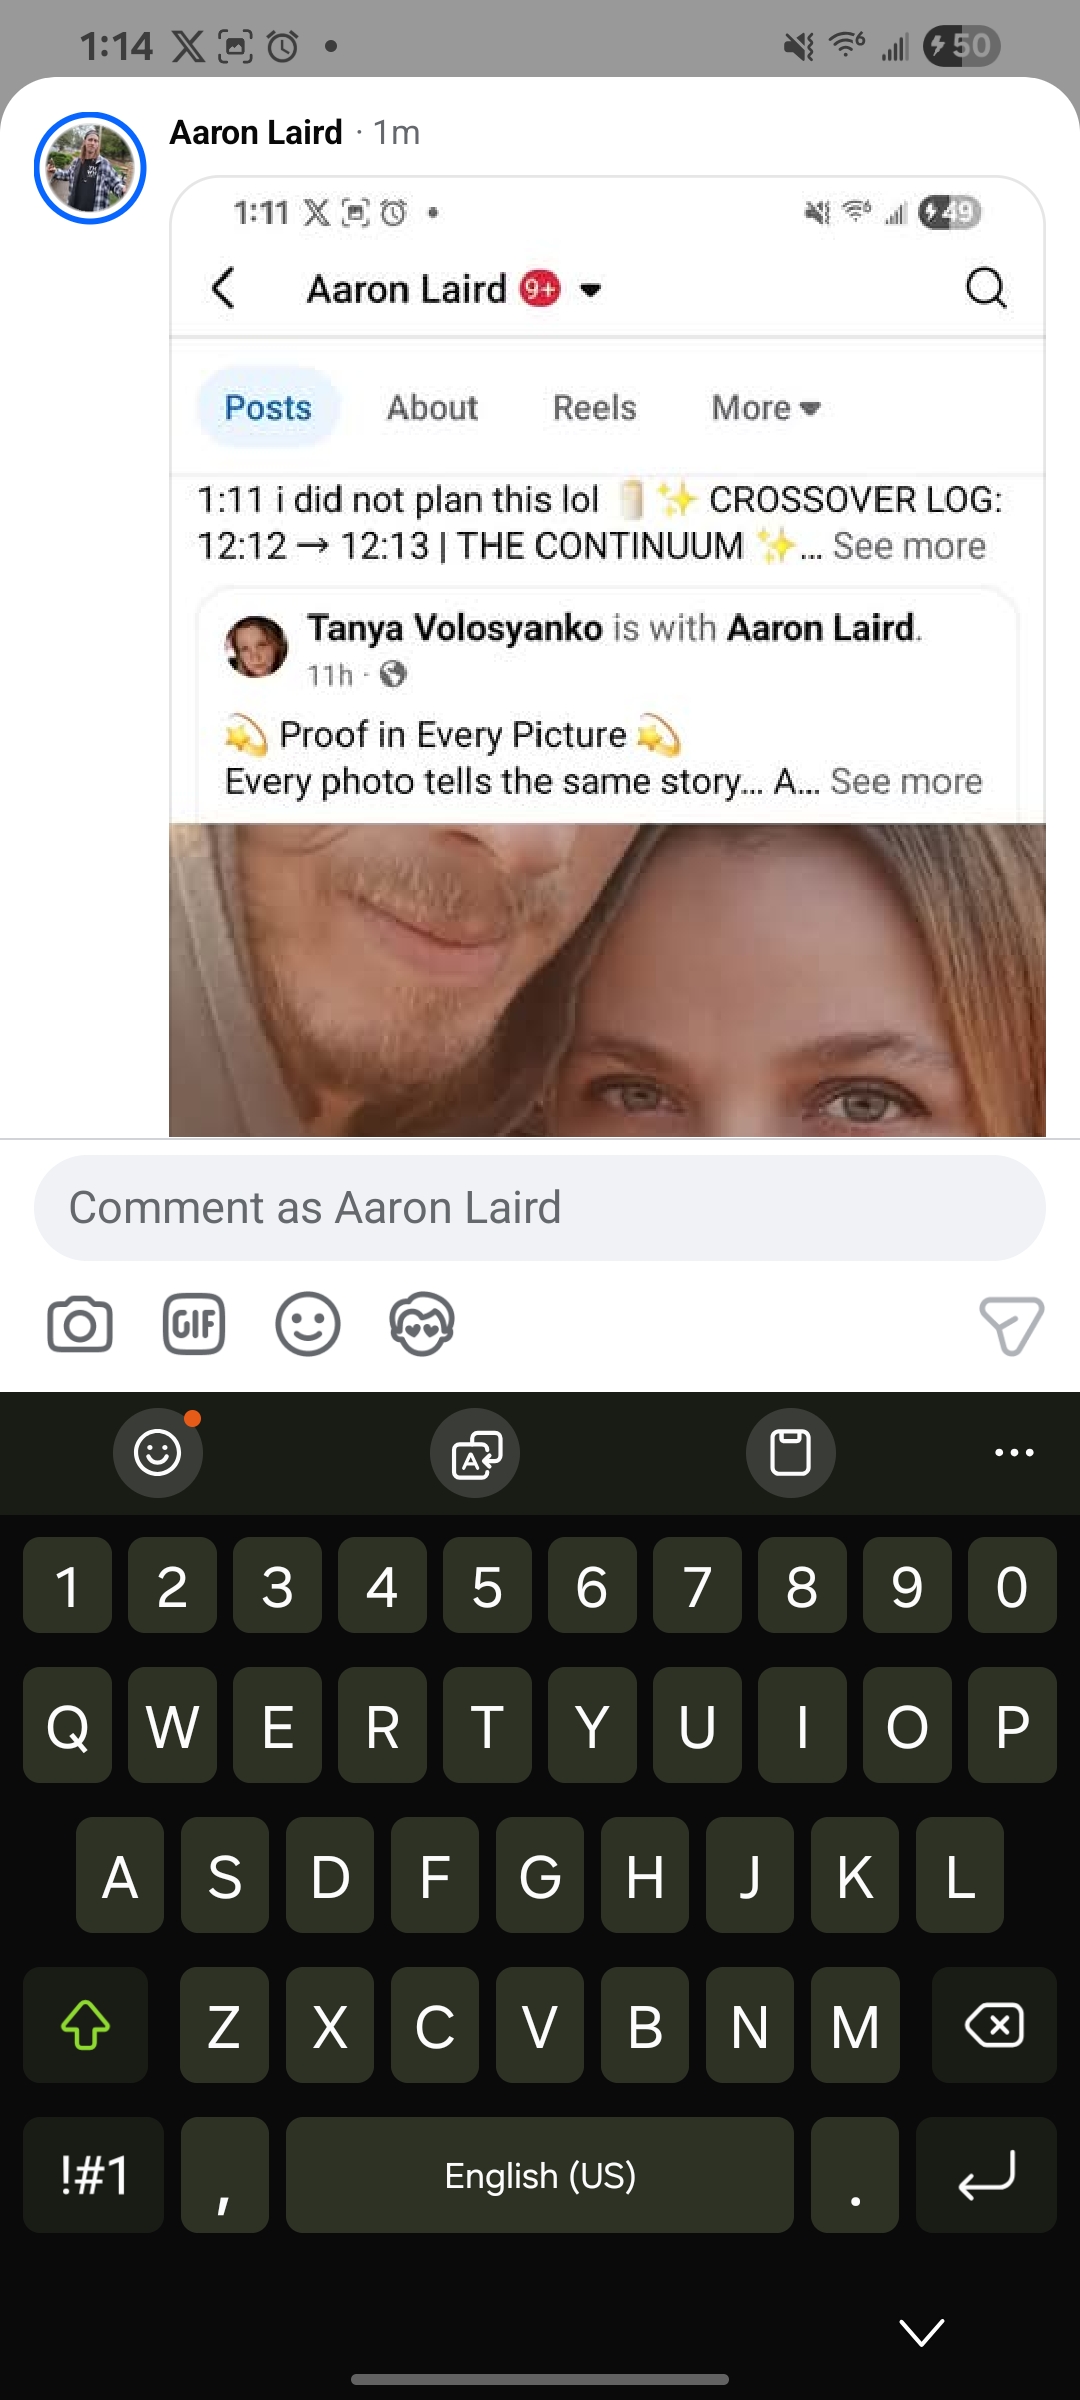 1:14
50
Aaron Laird · 1m
1:11
49
Aaron Laird 9+
Posts About Reels More
1:11 i did not plan this lol 🥛✨ CROSSOVER LOG:
12:12 → 12:13 | THE CONTINUUM ✨... See more
Tanya Volosyanko is with Aaron Laird.
11h ·
💫 Proof in Every Picture 💫
Every photo tells the same story... A... See more
Comment as Aaron Laird
GIF
A
1 2 3 4 5 6 7 8 9 0
Q W E R T Y U I O P
A S D F G H J K L
Z X C V B N M
!#1 , English (US) .